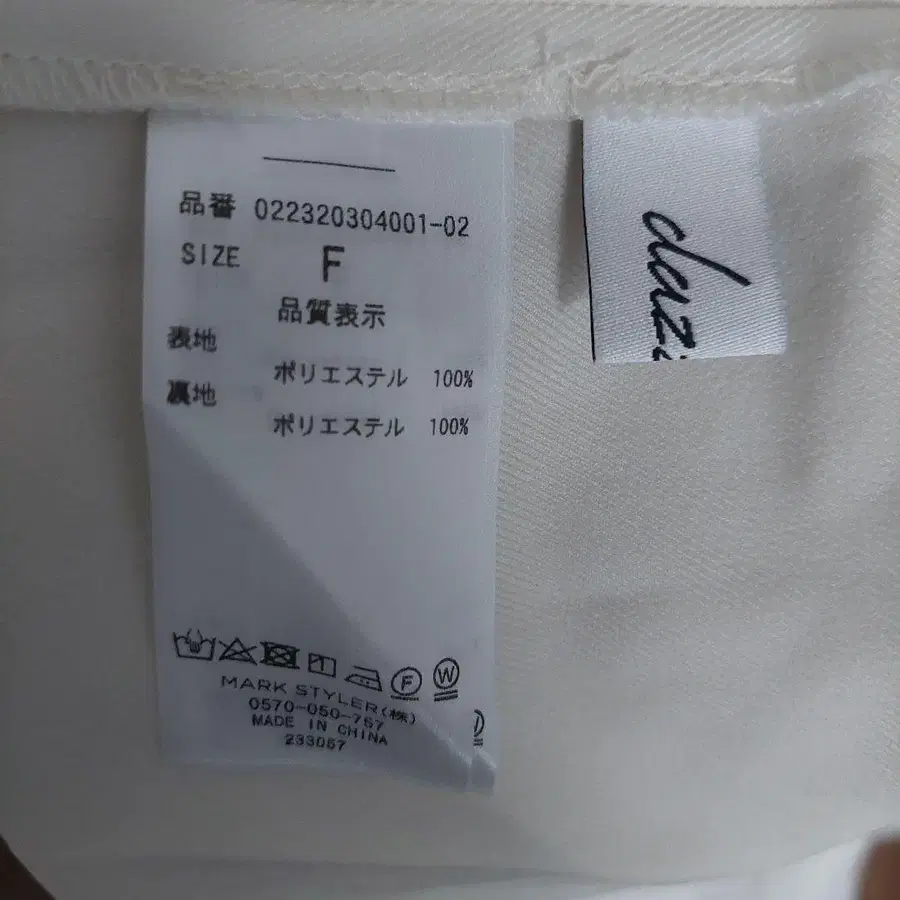 品番 022320304001-02
SIZE F
品質表示
表地
ポリエステル 100%
裏地
ポリエステル 100%
F W
MARK STYLER(株)
0570-050-757
MADE IN CHINA
233057
daz